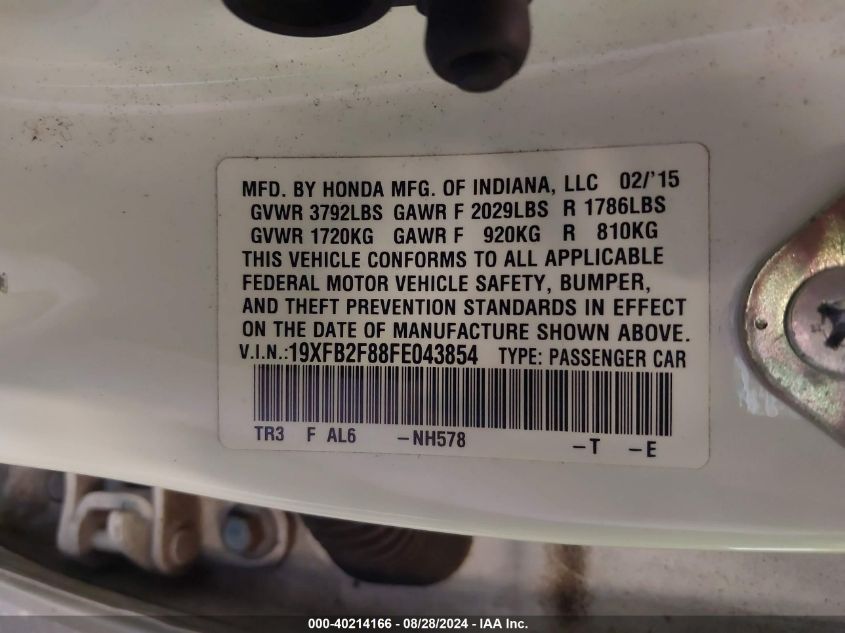 MFD. BY HONDA MFG. OF INDIANA, LLC 02/'15
GVWR 3792LBS GAWR F 2029LBS R 1786LBS
GVWR 1720KG GAWR F 920KG R 810KG
THIS VEHICLE CONFORMS TO ALL APPLICABLE
FEDERAL MOTOR VEHICLE SAFETY, BUMPER,
AND THEFT PREVENTION STANDARDS IN EFFECT
ON THE DATE OF MANUFACTURE SHOWN ABOVE.
V.I.N.:19XFB2F88FE043854 TYPE: PASSENGER CAR
TR3 F AL6 -NH578 -T -E
000-40214166 - 08/28/2024 - IAA Inc.